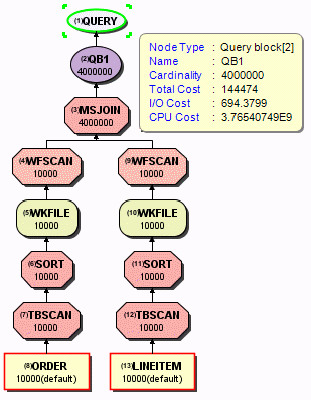 (1)QUERY
(2)QB1
4000000
Node Type : Query block[2]
Name : QB1
Cardinality : 4000000
Total Cost : 144474
I/O Cost : 694.3799
CPU Cost : 3.76540749E9
(3)MSJOIN
4000000
(4)WFSCAN
10000
(9)WFSCAN
10000
(5)WKFILE
10000
(10)WKFILE
10000
(6)SORT
10000
(11)SORT
10000
(7)TBSCAN
10000
(12)TBSCAN
10000
(8)ORDER
10000(default)
(13)LINEITEM
10000(default)